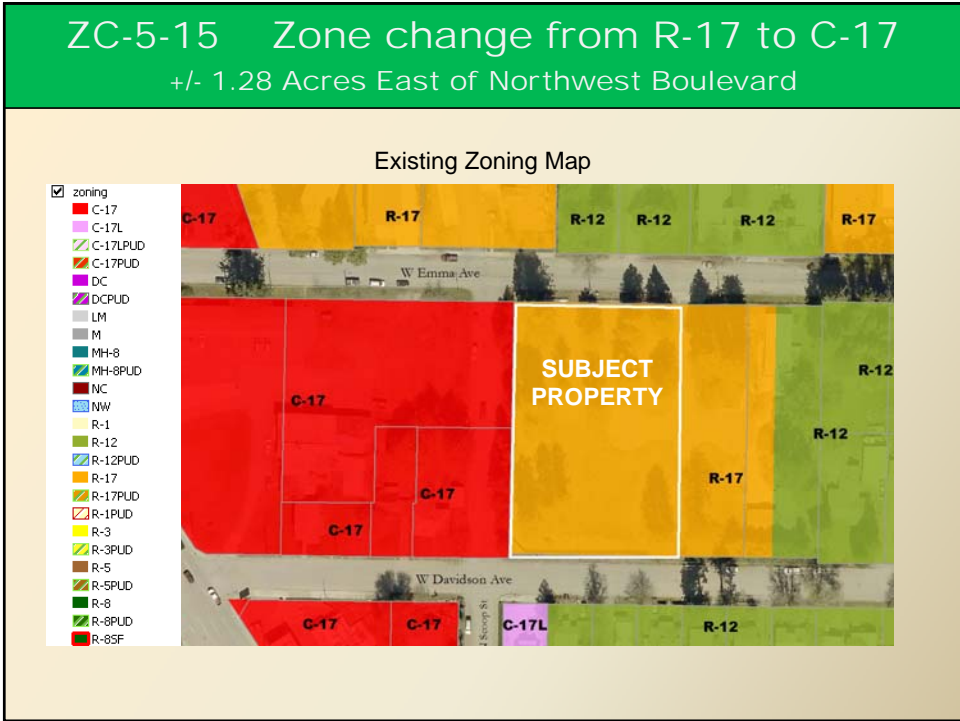 ZC-5-15 Zone change from R-17 to C-17
+/- 1.28 Acres East of Northwest Boulevard
Existing Zoning Map
zoning
C-17
C-17L
C-17LPUD
C-17PUD
DC
DCPUD
LM
M
MH-8
MH-8PUD
NC
NW
R-1
R-12
R-12PUD
R-17
R-17PUD
R-1PUD
R-3
R-3PUD
R-5
R-5PUD
R-8
R-8PUD
R-8SF
C-17
R-17
R-12
R-12
R-12
R-17
W Emma Ave
SUBJECT
PROPERTY
R-12
C-17
R-12
R-17
C-17
C-17
W Davidson Ave
N Scoop St
C-17
C-17
C-17L
R-12